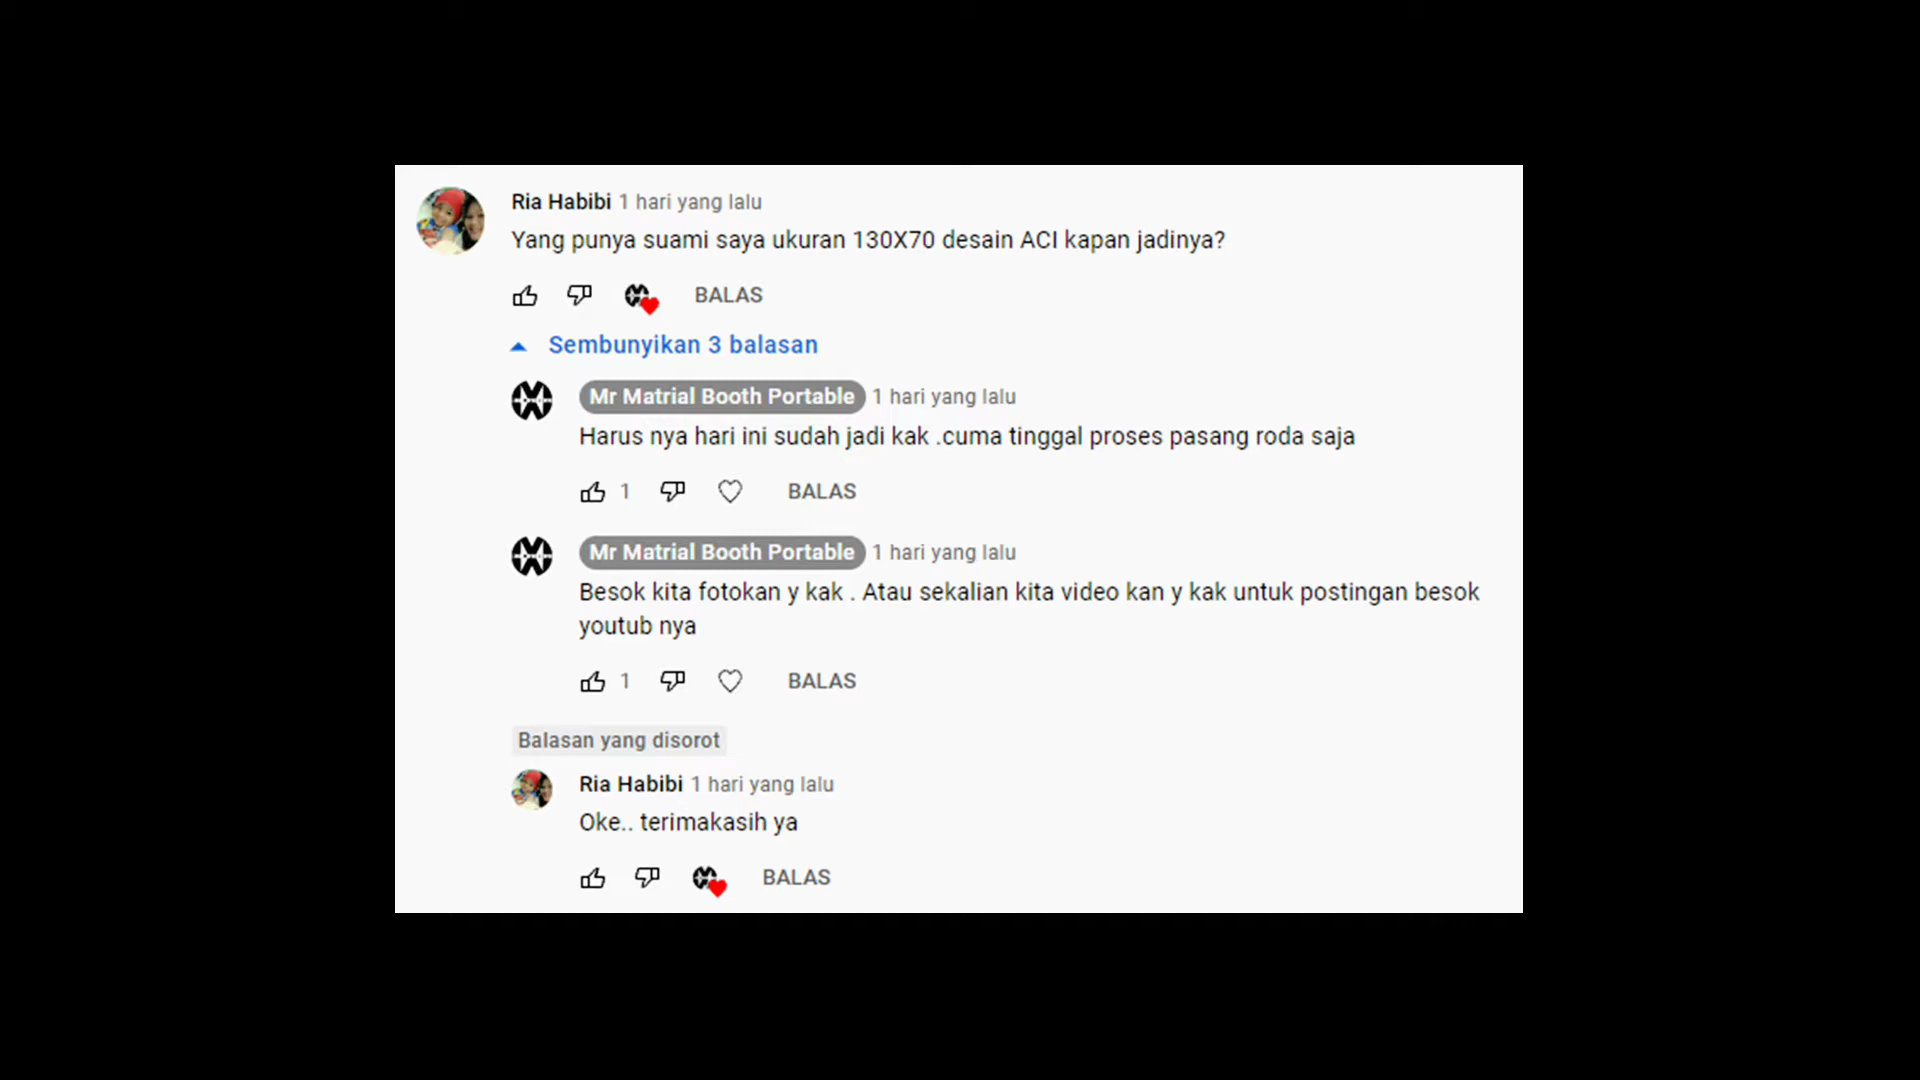 Ria Habibi 1 hari yang lalu
Yang punya suami saya ukuran 130X70 desain ACI kapan jadinya?
BALAS
Sembunyikan 3 balasan
Mr Matrial Booth Portable 1 hari yang lalu
Harus nya hari ini sudah jadi kak .cuma tinggal proses pasang roda saja
1 BALAS
Mr Matrial Booth Portable 1 hari yang lalu
Besok kita fotokan y kak . Atau sekalian kita video kan y kak untuk postingan besok
youtub nya
1 BALAS
Balasan yang disorot
Ria Habibi 1 hari yang lalu
Oke.. terimakasih ya
BALAS